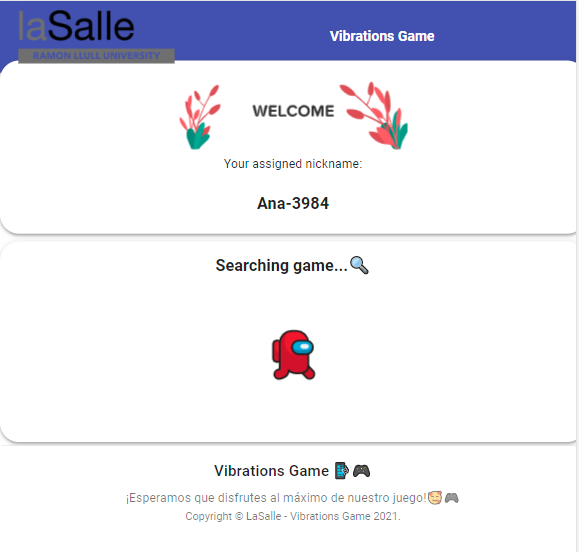 laSalle
RAMON LLULL UNIVERSITY
Vibrations Game
WELCOME
Your assigned nickname:
Ana-3984
Searching game...🔍
Vibrations Game 📱🎮
¡Esperamos que disfrutes al máximo de nuestro juego!🥰🎮
Copyright © LaSalle - Vibrations Game 2021.